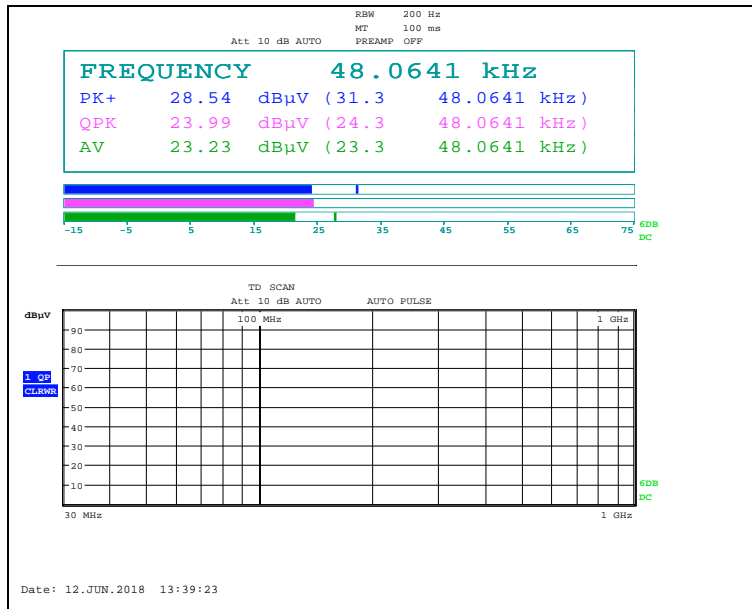 RBW 200 Hz
MT 100 ms
Att 10 dB AUTO PREAMP OFF
FREQUENCY 48.0641 kHz
PK+ 28.54 dBµV (31.3 48.0641 kHz)
QPK 23.99 dBµV (24.3 48.0641 kHz)
AV 23.23 dBµV (23.3 48.0641 kHz)
-15 -5 5 15 25 35 45 55 65 75
6DB
DC
TD SCAN
Att 10 dB AUTO AUTO PULSE
dBµV
100 MHz 1 GHz
90
80
70
1 QP
60
CLRWR
50
40
30
20
10
6DB
DC
30 MHz 1 GHz
Date: 12.JUN.2018 13:39:23